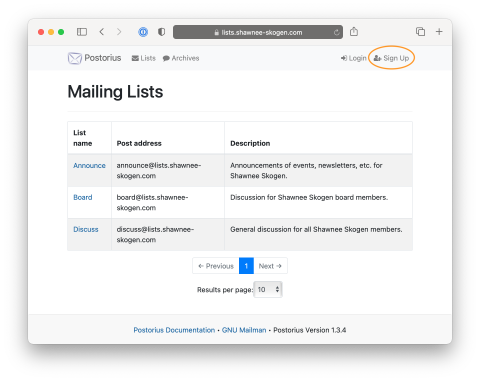 lists.shawnee-skogen.com
Postorius Lists Archives Login Sign Up
Mailing Lists
List
name Post address Description
Announce announce@lists.shawnee- Announcements of events, newsletters, etc. for
skogen.com Shawnee Skogen.
Board board@lists.shawnee- Discussion for Shawnee Skogen board members.
skogen.com
Discuss discuss@lists.shawnee- General discussion for all Shawnee Skogen members.
skogen.com
← Previous 1 Next →
Results per page: 10
Postorius Documentation • GNU Mailman • Postorius Version 1.3.4